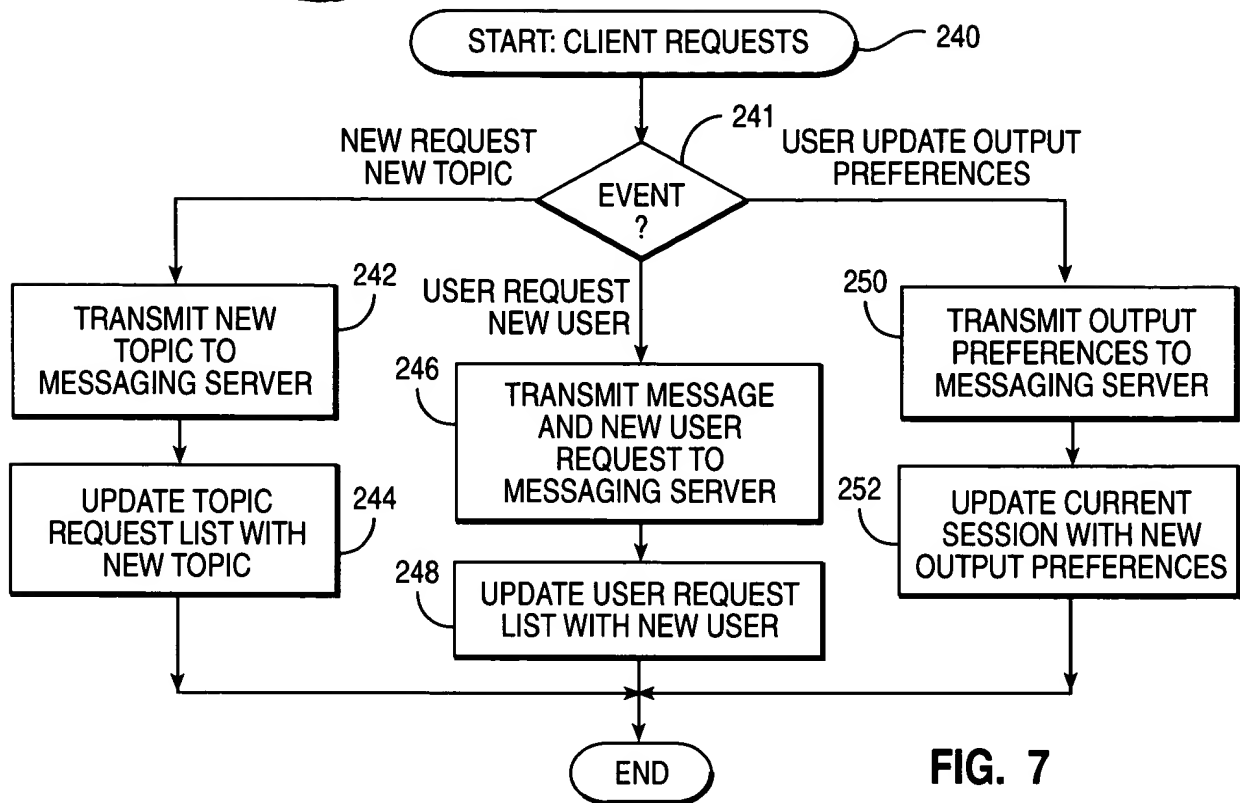 START: CLIENT REQUESTS
240
241
NEW REQUEST
NEW TOPIC
USER UPDATE OUTPUT
PREFERENCES
EVENT
?
242
TRANSMIT NEW
TOPIC TO
MESSAGING SERVER
USER REQUEST
NEW USER
250
TRANSMIT OUTPUT
PREFERENCES TO
MESSAGING SERVER
246
TRANSMIT MESSAGE
AND NEW USER
REQUEST TO
MESSAGING SERVER
244
UPDATE TOPIC
REQUEST LIST WITH
NEW TOPIC
252
UPDATE CURRENT
SESSION WITH NEW
OUTPUT PREFERENCES
248
UPDATE USER REQUEST
LIST WITH NEW USER
END
FIG. 7